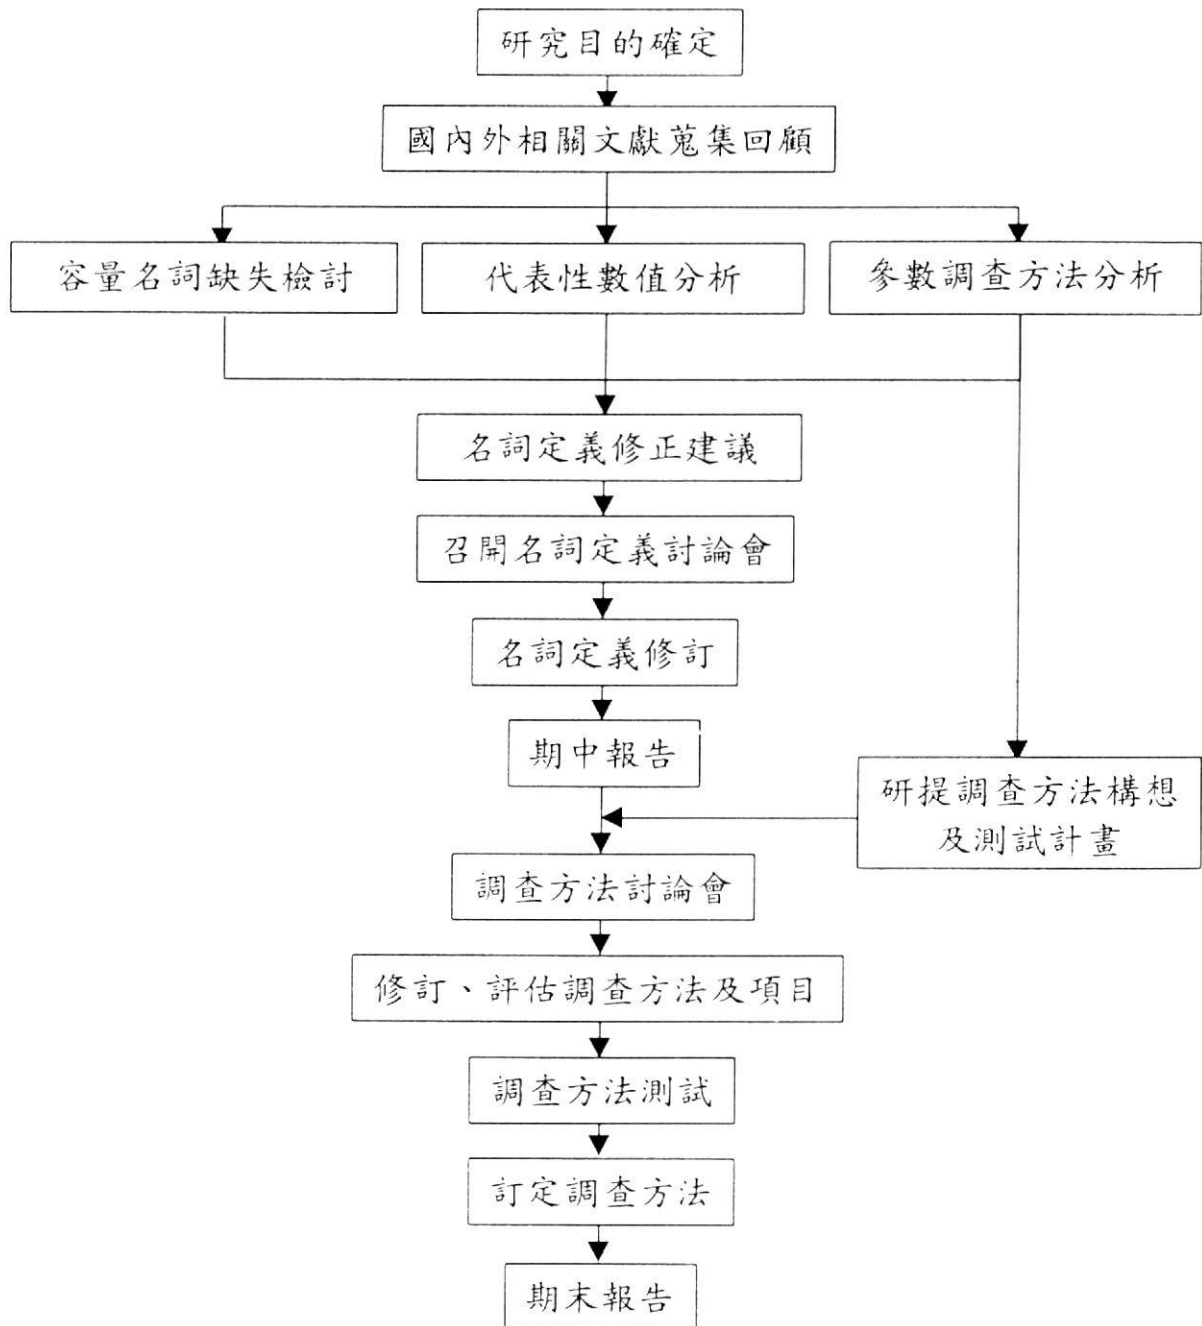 研究目的確定
國內外相關文獻蒐集回顧
容量名詞缺失檢討
代表性數值分析
參數調查方法分析
名詞定義修正建議
召開名詞定義討論會
名詞定義修訂
期中報告
研提調查方法構想
及測試計畫
調查方法討論會
修訂、評估調查方法及項目
調查方法測試
訂定調查方法
期末報告